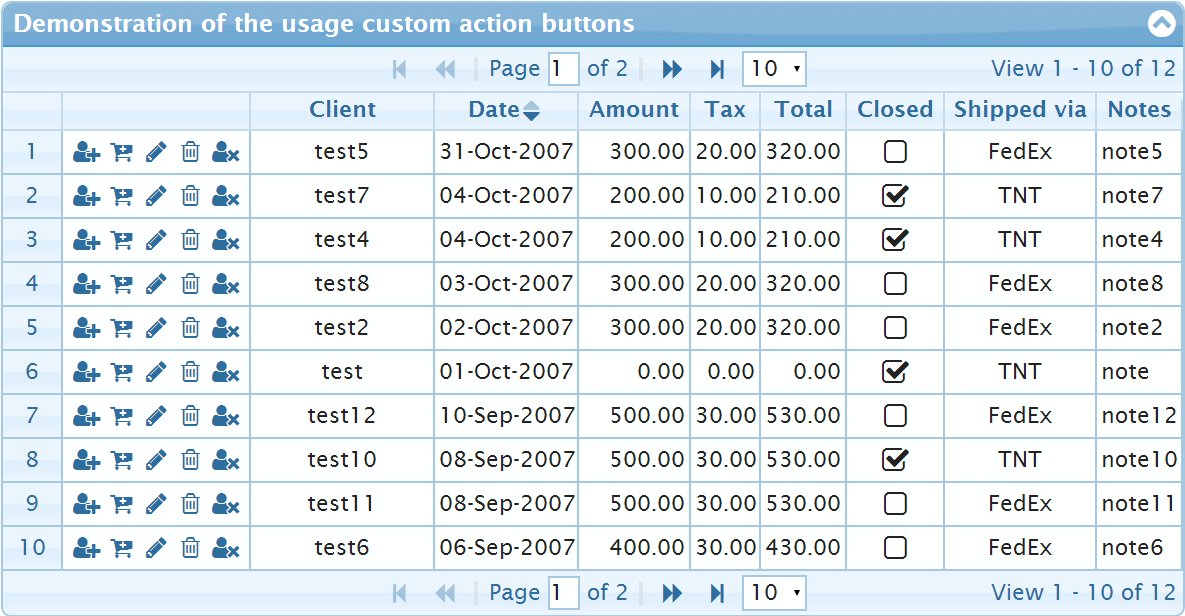 Demonstration of the usage custom action buttons
Page 1 of 2 10 View 1 - 10 of 12
Client Date Amount Tax Total Closed Shipped via Notes
1 test5 31-Oct-2007 300.00 20.00 320.00 FedEx note5
2 test7 04-Oct-2007 200.00 10.00 210.00 TNT note7
3 test4 04-Oct-2007 200.00 10.00 210.00 TNT note4
4 test8 03-Oct-2007 300.00 20.00 320.00 FedEx note8
5 test2 02-Oct-2007 300.00 20.00 320.00 FedEx note2
6 test 01-Oct-2007 0.00 0.00 0.00 TNT note
7 test12 10-Sep-2007 500.00 30.00 530.00 FedEx note12
8 test10 08-Sep-2007 500.00 30.00 530.00 TNT note10
9 test11 08-Sep-2007 500.00 30.00 530.00 FedEx note11
10 test6 06-Sep-2007 400.00 30.00 430.00 FedEx note6
Page 1 of 2 10 View 1 - 10 of 12